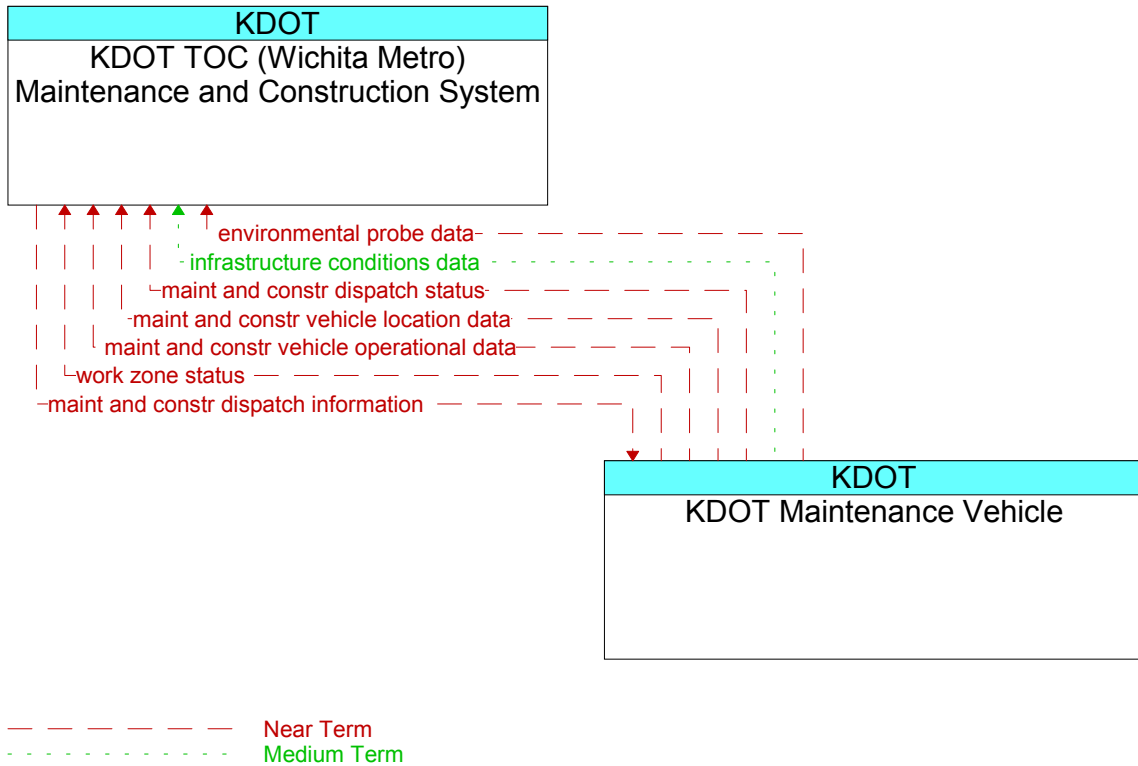 KDOT
KDOT TOC (Wichita Metro)
Maintenance and Construction System
environmental probe data
infrastructure conditions data
maint and constr dispatch status
maint and constr vehicle location data
maint and constr vehicle operational data
work zone status
maint and constr dispatch information
KDOT
KDOT Maintenance Vehicle
Near Term
Medium Term